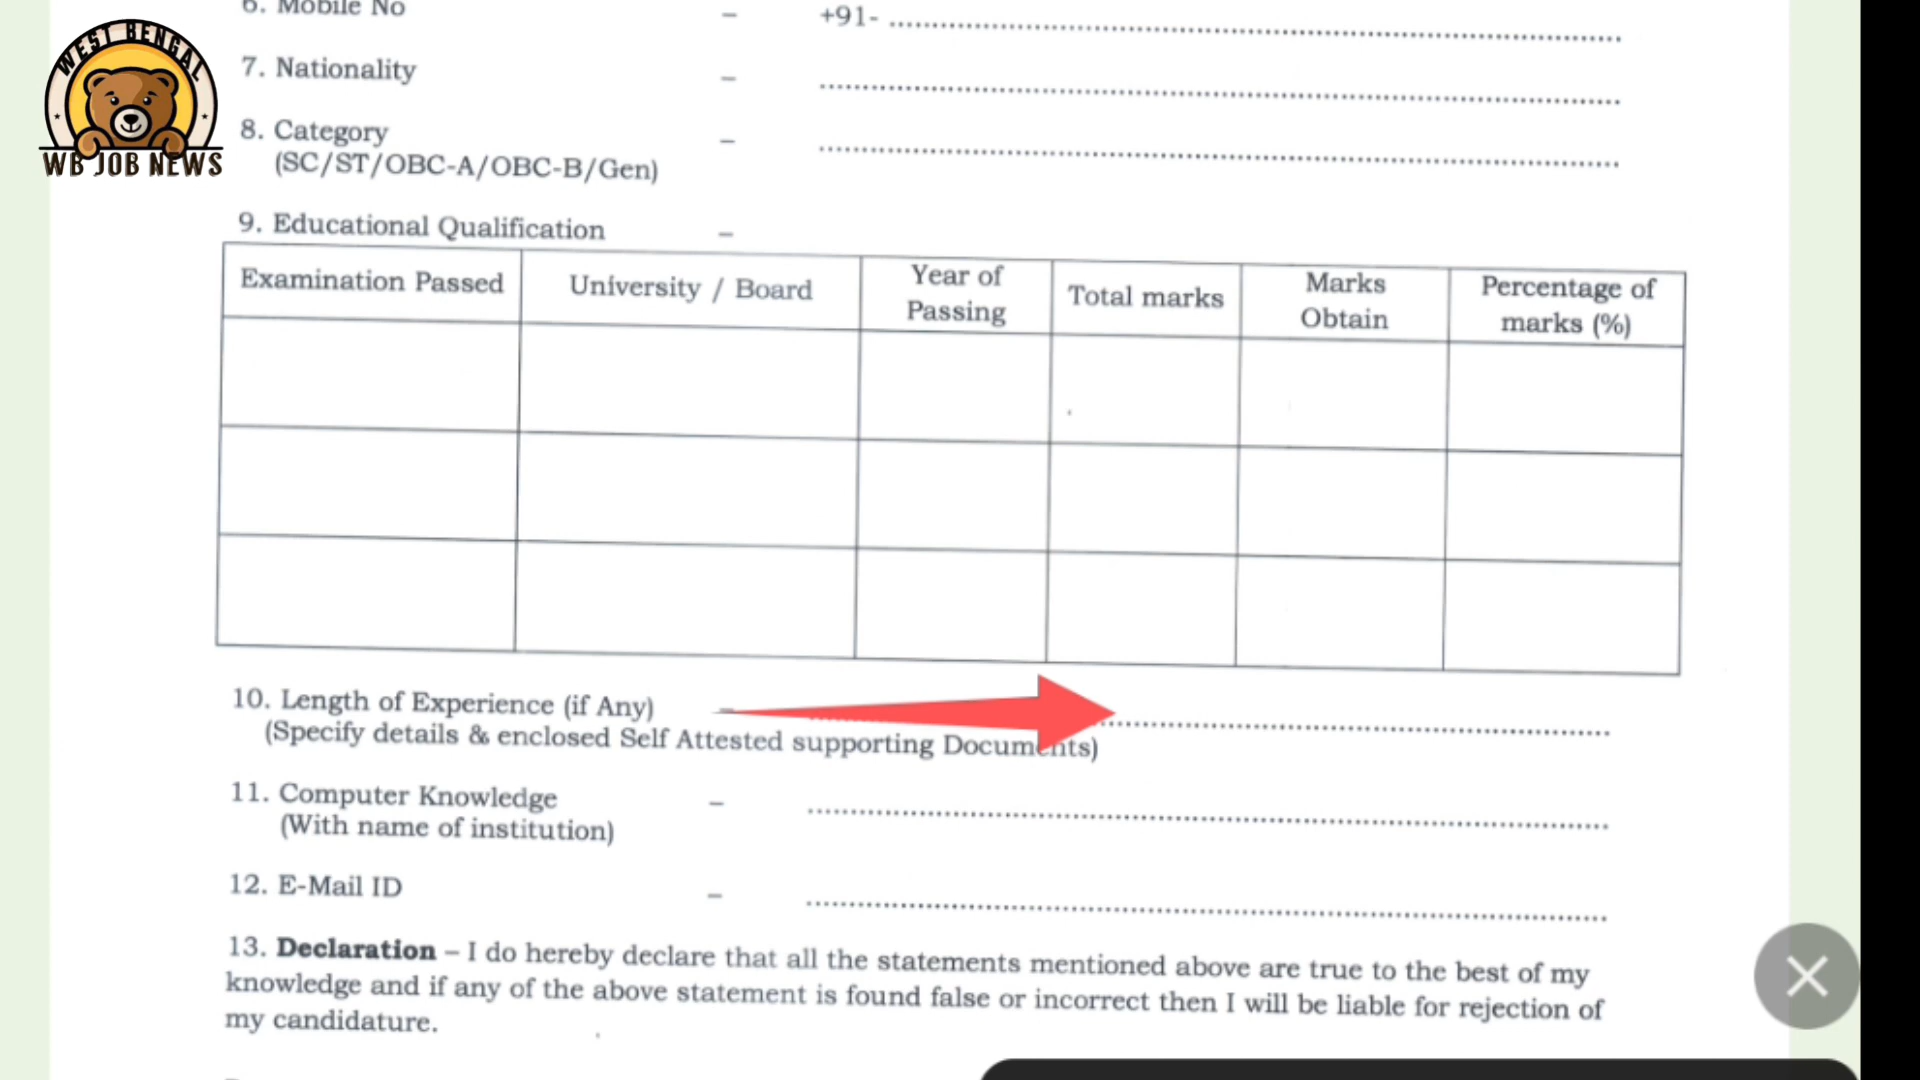 WEST BENGAL
WB JOB NEWS
6. Mobile No – +91- ........................
7. Nationality – ........................
8. Category – ........................
(SC/ST/OBC-A/OBC-B/Gen)
9. Educational Qualification –
Examination Passed University / Board Year of Passing Total marks Marks Obtain Percentage of marks (%)
10. Length of Experience (if Any) – ........................
(Specify details & enclosed Self Attested supporting Documents)
11. Computer Knowledge – ........................
(With name of institution)
12. E-Mail ID – ........................
13. Declaration – I do hereby declare that all the statements mentioned above are true to the best of my
knowledge and if any of the above statement is found false or incorrect then I will be liable for rejection of
my candidature.